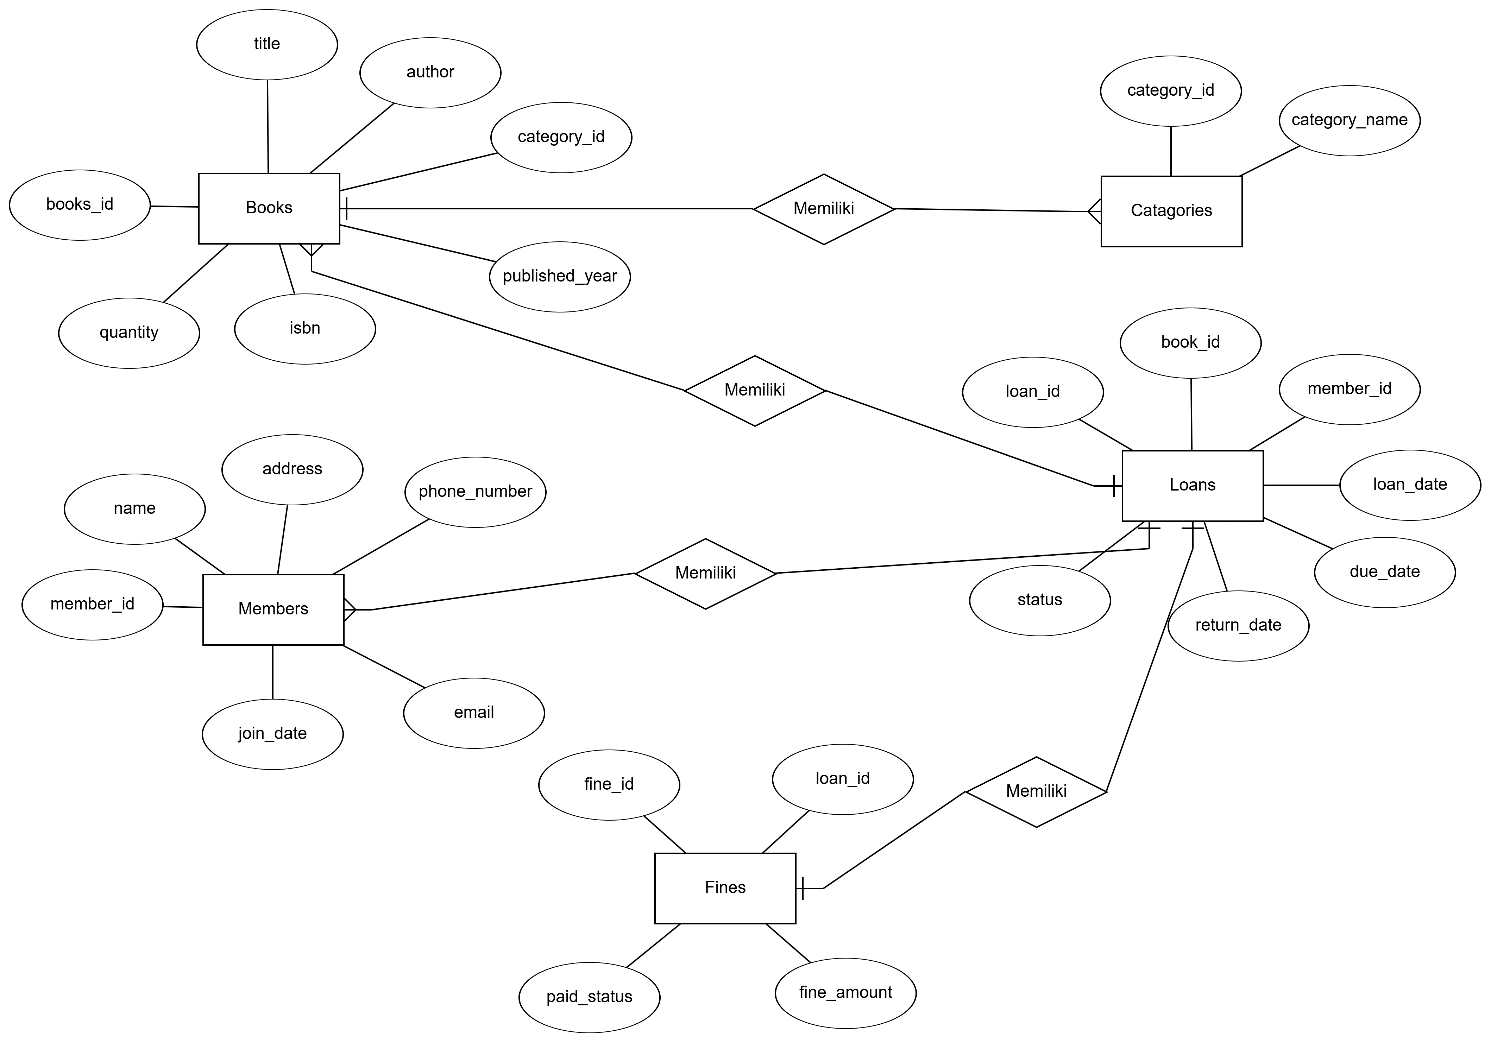 title
author
category_id
books_id
Books
published_year
quantity
isbn
Memiliki
category_id
category_name
Catagories
Memiliki
book_id
loan_id
member_id
Loans
loan_date
due_date
return_date
status
address
name
phone_number
member_id
Members
join_date
email
Memiliki
fine_id
loan_id
Memiliki
Fines
paid_status
fine_amount